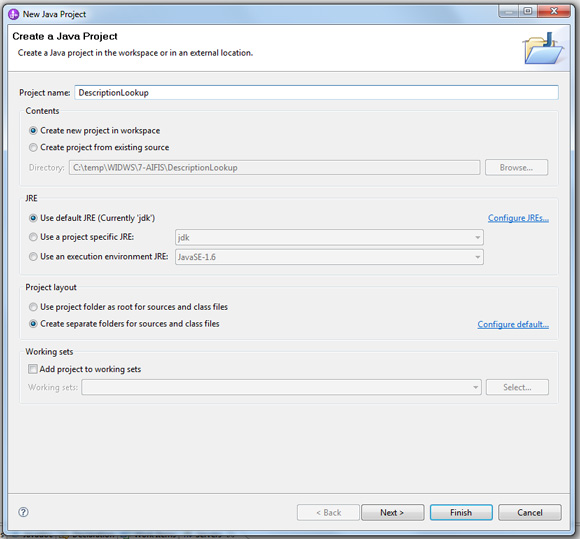 New Java Project
Create a Java Project
Create a Java project in the workspace or in an external location.
Project name: DescriptionLookup
Contents
Create new project in workspace
Create project from existing source
Directory: C:\temp\WIDWS\7-AIFIS\DescriptionLookup Browse...
JRE
Use default JRE (Currently 'jdk') Configure JREs...
Use a project specific JRE: jdk
Use an execution environment JRE: JavaSE-1.6
Project layout
Use project folder as root for sources and class files
Create separate folders for sources and class files Configure default...
Working sets
Add project to working sets
Working sets: Select...
? < Back Next > Finish Cancel